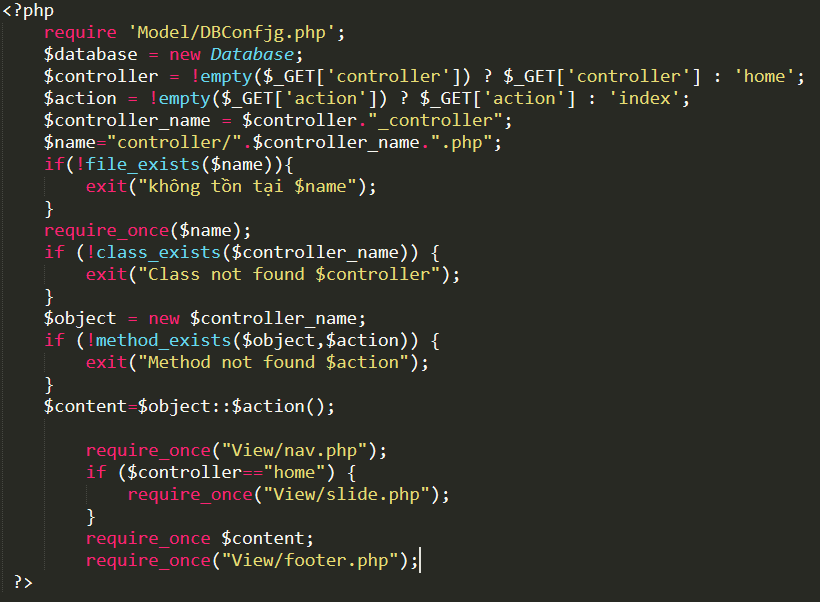 <?php
    require 'Model/DBConfjg.php';
    $database = new Database;
    $controller = !empty($_GET['controller']) ? $_GET['controller'] : 'home';
    $action = !empty($_GET['action']) ? $_GET['action'] : 'index';
    $controller_name = $controller."_controller";
    $name="controller/".$controller_name.".php";
    if(!file_exists($name)){
        exit("không tồn tại $name");
    }
    require_once($name);
    if (!class_exists($controller_name)) {
        exit("Class not found $controller");
    }
    $object = new $controller_name;
    if (!method_exists($object,$action)) {
        exit("Method not found $action");
    }
    $content=$object::$action();

        require_once("View/nav.php");
        if ($controller=="home") {
            require_once("View/slide.php");
        }
        require_once $content;
        require_once("View/footer.php");
 ?>